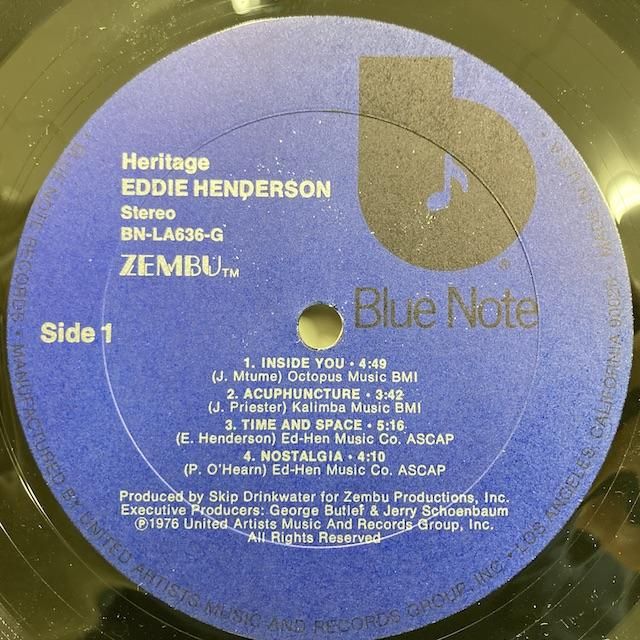 Heritage
EDDIE HENDERSON
Stereo
BN-LA636-G
ZEMBU™
b
®
Blue Note
Side 1
1. INSIDE YOU • 4:49
(J. Mtume) Octopus Music BMI
2. ACUPHUNCTURE • 3:42
(J. Priester) Kalimba Music BMI
3. TIME AND SPACE • 5:16
(E. Henderson) Ed-Hen Music Co. ASCAP
4. NOSTALGIA • 4:10
(P. O'Hearn) Ed-Hen Music Co. ASCAP
Produced by Skip Drinkwater for Zembu Productions, Inc.
Executive Producers: George Butler & Jerry Schoenbaum
℗1976 United Artists Music And Records Group, Inc.
All Rights Reserved
BLUE NOTE RECORDS • MANUFACTURED BY UNITED ARTISTS MUSIC AND RECORDS GROUP, INC. • LOS ANGELES, CALIFORNIA 90028 • MADE IN U.S.A. •